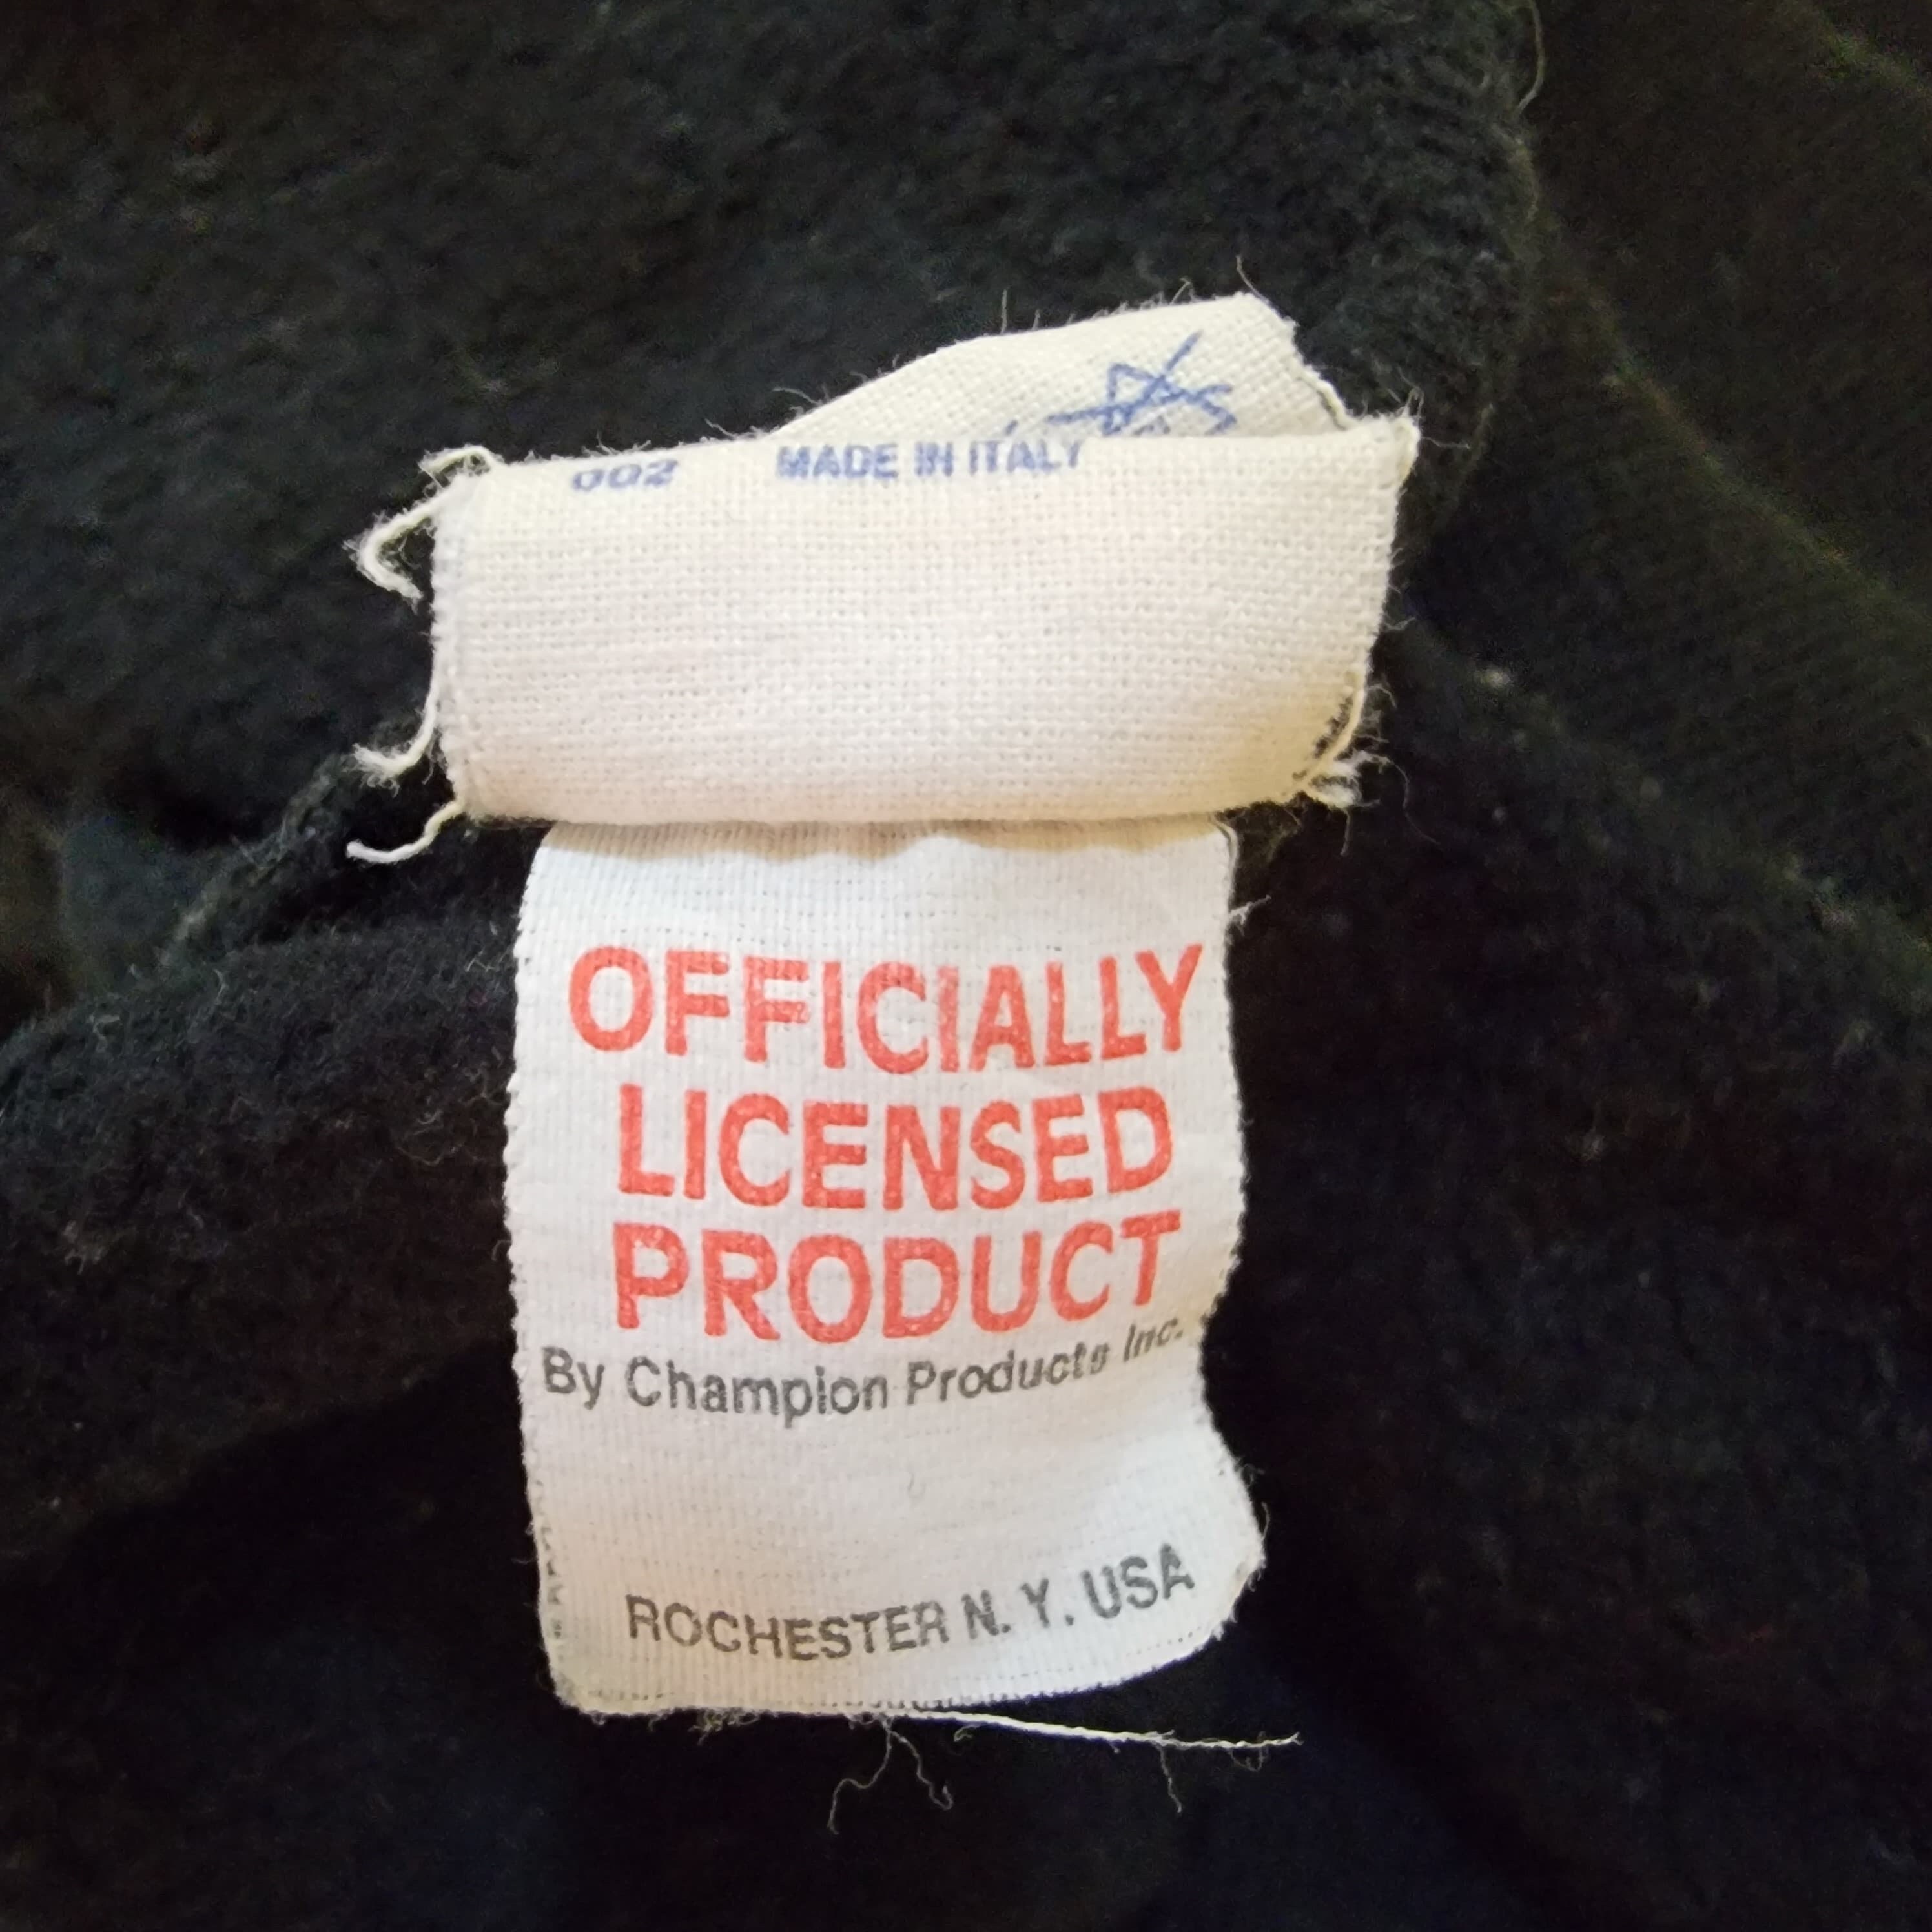 002 MADE IN ITALY
OFFICIALLY
LICENSED
PRODUCT
By Champion Products Inc.
ROCHESTER N. Y. USA